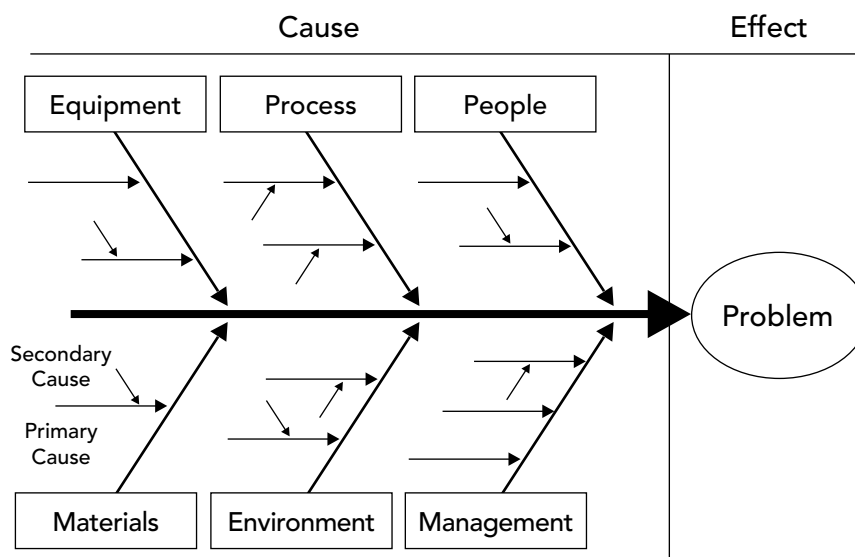 Cause
Effect
Equipment
Process
People
Problem
Secondary
Cause
Primary
Cause
Materials
Environment
Management